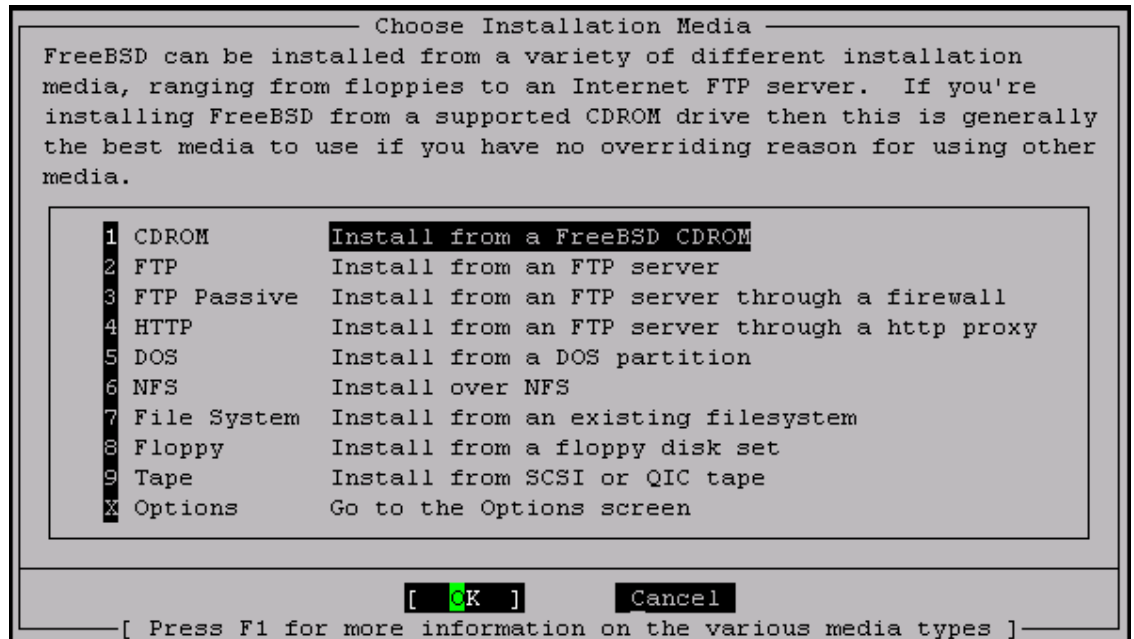 Choose Installation Media
FreeBSD can be installed from a variety of different installation
media, ranging from floppies to an Internet FTP server.  If you're
installing FreeBSD from a supported CDROM drive then this is generally
the best media to use if you have no overriding reason for using other
media.
1 CDROM Install from a FreeBSD CDROM
2 FTP Install from an FTP server
3 FTP Passive Install from an FTP server through a firewall
4 HTTP Install from an FTP server through a http proxy
5 DOS Install from a DOS partition
6 NFS Install over NFS
7 File System Install from an existing filesystem
8 Floppy Install from a floppy disk set
9 Tape Install from SCSI or QIC tape
X Options Go to the Options screen
[ OK ] Cancel
[ Press F1 for more information on the various media types ]